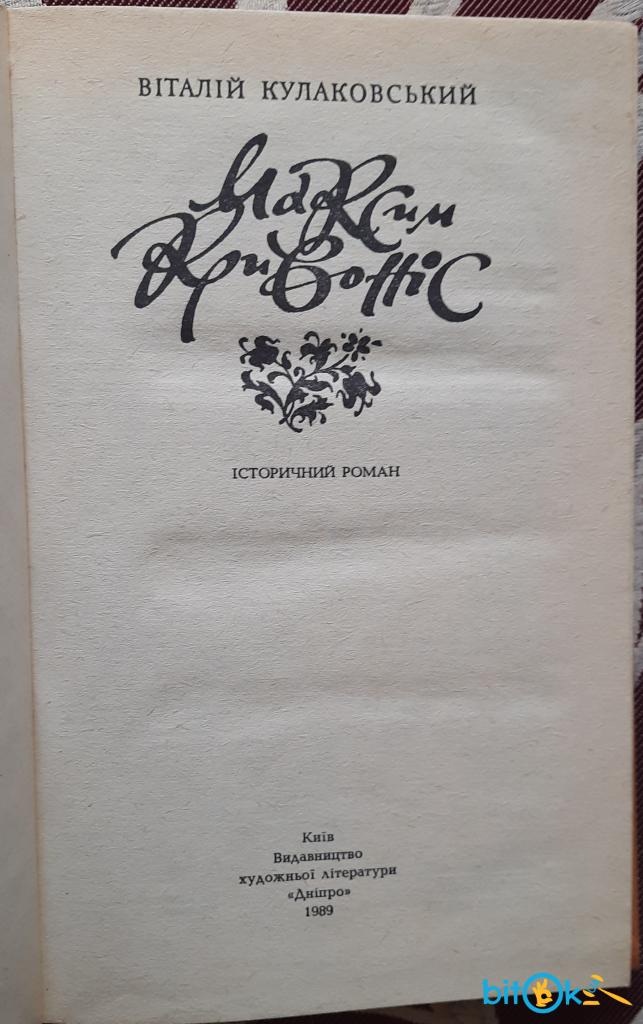 ВІТАЛІЙ КУЛАКОВСЬКИЙ
Максим
Кривоніс
ІСТОРИЧНИЙ РОМАН
Київ
Видавництво
художньої літератури
«Дніпро»
1989
bitOk